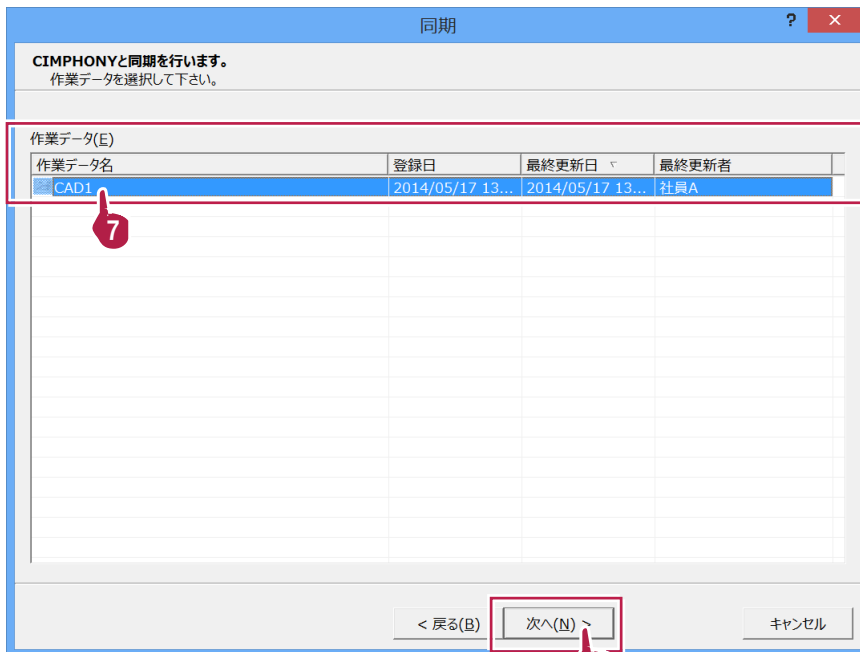 同期
?
CIMPHONYと同期を行います。
作業データを選択して下さい。
作業データ(E)
作業データ名 登録日 最終更新日 最終更新者
CAD1 2014/05/17 13... 2014/05/17 13... 社員A
7
< 戻る(B) 次へ(N) > キャンセル